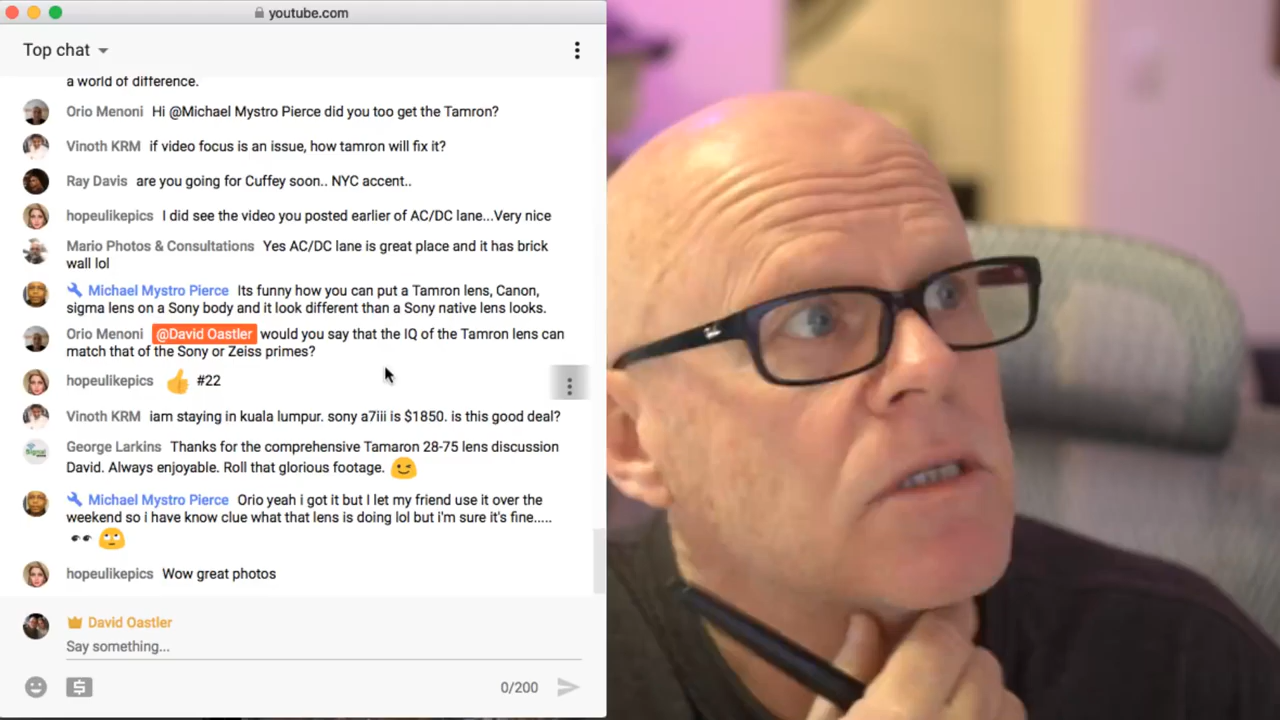 youtube.com
Top chat
a world of difference.
Orio Menoni Hi @Michael Mystro Pierce did you too get the Tamron?
Vinoth KRM if video focus is an issue, how tamron will fix it?
Ray Davis are you going for Cuffey soon.. NYC accent..
hopeulikepics I did see the video you posted earlier of AC/DC lane...Very nice
Mario Photos & Consultations Yes AC/DC lane is great place and it has brick
wall lol
Michael Mystro Pierce Its funny how you can put a Tamron lens, Canon,
sigma lens on a Sony body and it look different than a Sony native lens looks.
Orio Menoni @David Oastler would you say that the IQ of the Tamron lens can
match that of the Sony or Zeiss primes?
hopeulikepics 👍 #22
Vinoth KRM iam staying in kuala lumpur. sony a7iii is $1850. is this good deal?
George Larkins Thanks for the comprehensive Tamaron 28-75 lens discussion
David. Always enjoyable. Roll that glorious footage. 😉
Michael Mystro Pierce Orio yeah i got it but I let my friend use it over the
weekend so i have know clue what that lens is doing lol but i'm sure it's fine.....
👀 🙄
hopeulikepics Wow great photos
David Oastler
Say something...
0/200